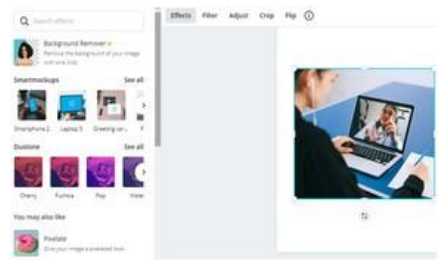 Search effects
Effects Filter Adjust Crop Flip
Background Remover
Remove the background of your image
with one click
Smartmockups See all
Smartphone 2 Laptop 5 Greeting car...
Duotone See all
Cherry Fuchsia Pop Violet
You may also like
Pixelate
Give your image a pixelated look